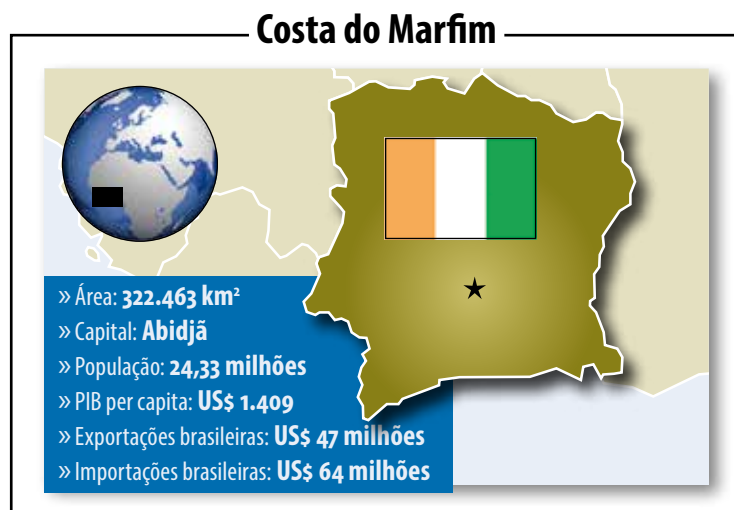 Costa do Marfim
» Área: 322.463 km²
» Capital: Abidjã
» População: 24,33 milhões
» PIB per capita: US$ 1.409
» Exportações brasileiras: US$ 47 milhões
» Importações brasileiras: US$ 64 milhões